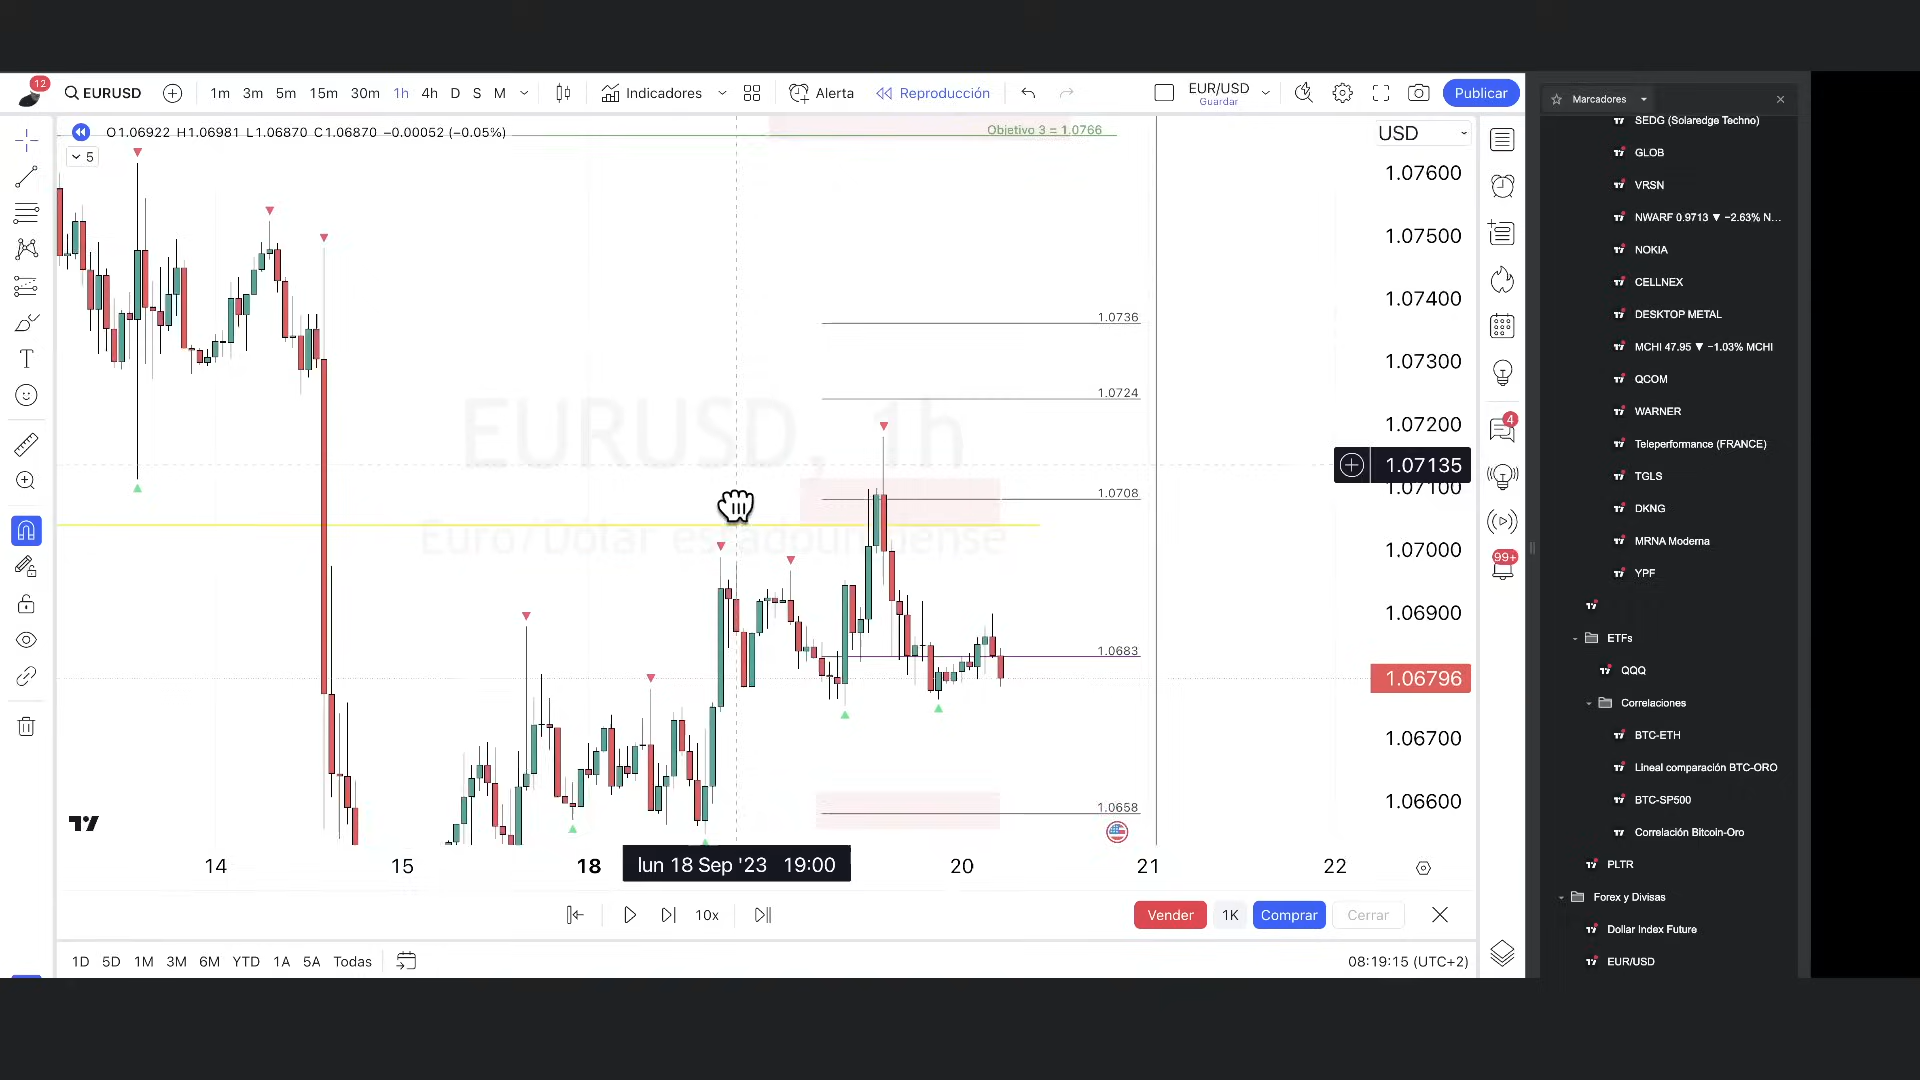 12
EURUSD
1m 3m 5m 15m 30m 1h 4h D S M
Indicadores
Alerta
Reproducción
EUR/USD
Guardar
Publicar
O1.06922 H1.06981 L1.06870 C1.06870 −0.00052 (−0.05%)
5
Objetivo 3 = 1.0766
USD
1.07600
1.07500
1.07400
1.07300
1.07200
1.07135
1.07100
1.07000
1.06900
1.06796
1.06700
1.06600
1.0736
1.0724
1.0708
1.0683
1.0658
EURUSD, 1h
Euro/Dólar estadounidense
14 15 18 lun 18 Sep '23 19:00 20 21 22
10x
Vender 1K Comprar Cerrar
1D 5D 1M 3M 6M YTD 1A 5A Todas
08:19:15 (UTC+2)
4
99+
Marcadores
SEDG (Solaredge Techno)
GLOB
VRSN
NWARF 0.9713 ▼ −2.63% N...
NOKIA
CELLNEX
DESKTOP METAL
MCHI 47.95 ▼ −1.03% MCHI
QCOM
WARNER
Teleperformance (FRANCE)
TGLS
DKNG
MRNA Moderna
YPF
ETFs
QQQ
Correlaciones
BTC-ETH
Lineal comparación BTC-ORO
BTC-SP500
Correlación Bitcoin-Oro
PLTR
Forex y Divisas
Dollar Index Future
EUR/USD